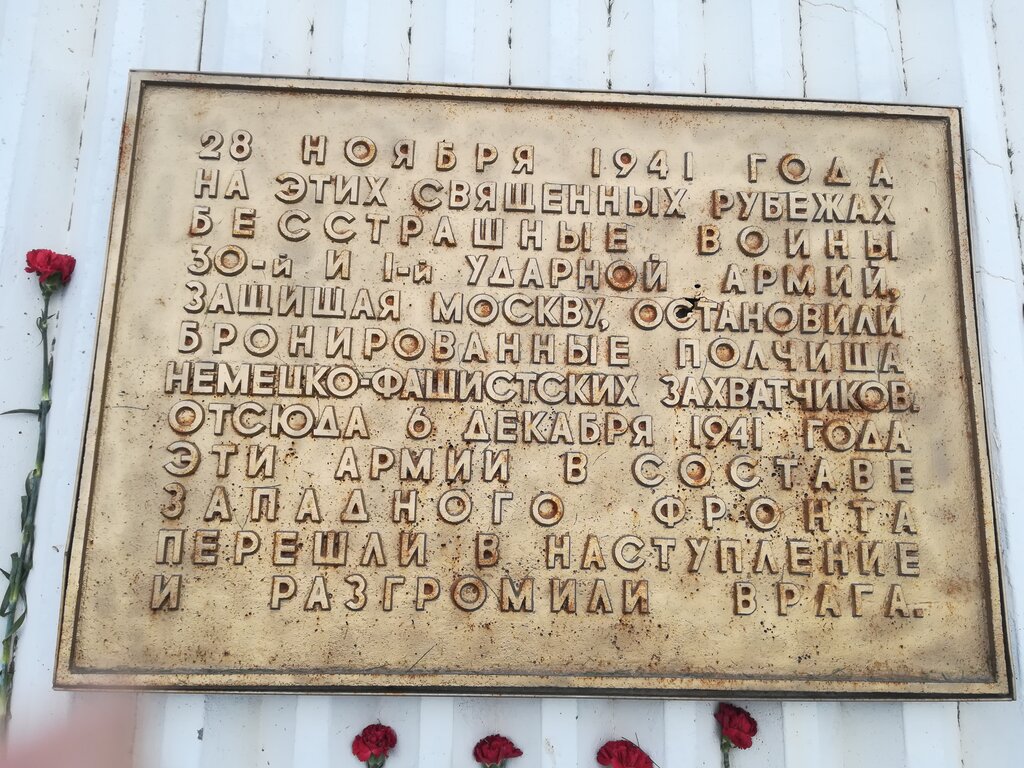 28 НОЯБРЯ 1941 ГОДА
НА ЭТИХ СВЯЩЕННЫХ РУБЕЖАХ
БЕССТРАШНЫЕ ВОИНЫ
30-й И 1-й УДАРНОЙ АРМИЙ,
ЗАЩИЩАЯ МОСКВУ, ОСТАНОВИЛИ
БРОНИРОВАННЫЕ ПОЛЧИЩА
НЕМЕЦКО-ФАШИСТСКИХ ЗАХВАТЧИКОВ.
ОТСЮДА 6 ДЕКАБРЯ 1941 ГОДА
ЭТИ АРМИИ В СОСТАВЕ
ЗАПАДНОГО ФРОНТА
ПЕРЕШЛИ В НАСТУПЛЕНИЕ
И РАЗГРОМИЛИ ВРАГА.